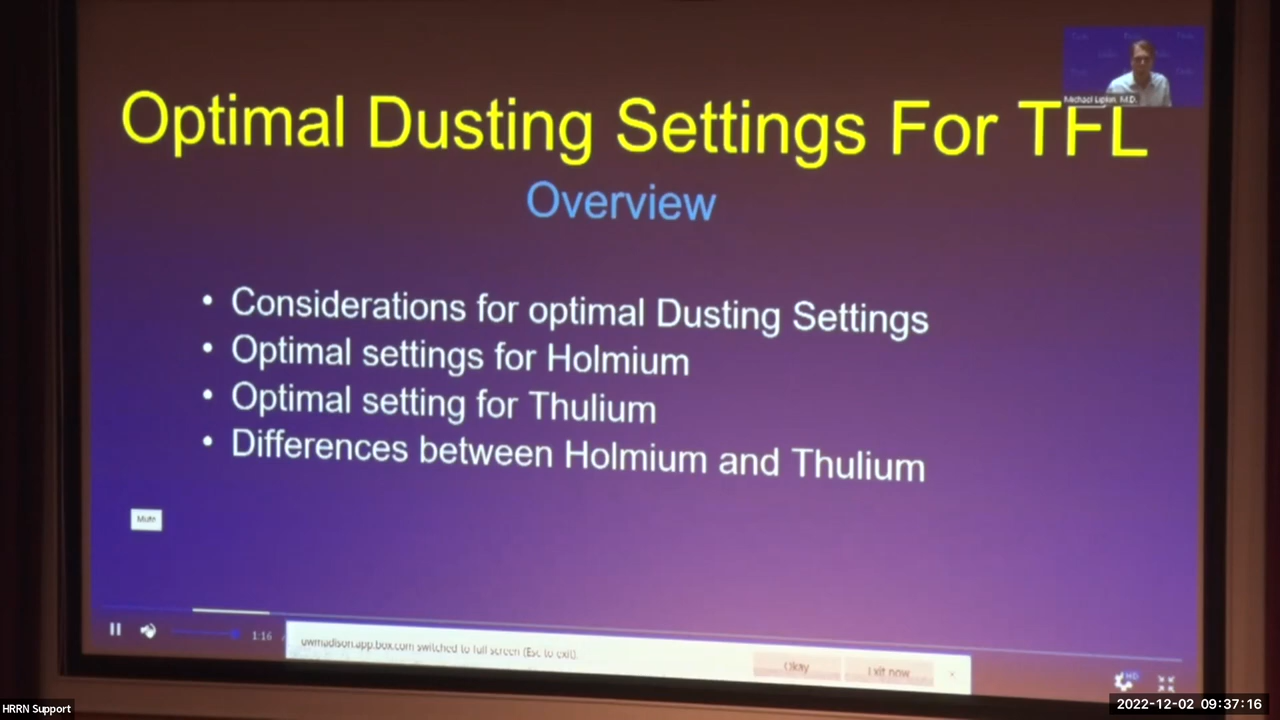 Michael Lipkin, M.D.
Optimal Dusting Settings For TFL
Overview
• Considerations for optimal Dusting Settings
• Optimal settings for Holmium
• Optimal setting for Thulium
• Differences between Holmium and Thulium
Mute
1:16
uwmadison.app.box.com switched to full screen (Esc to exit).
Okay
Exit now
×
HD
HRRN Support
2022-12-02 09:37:16